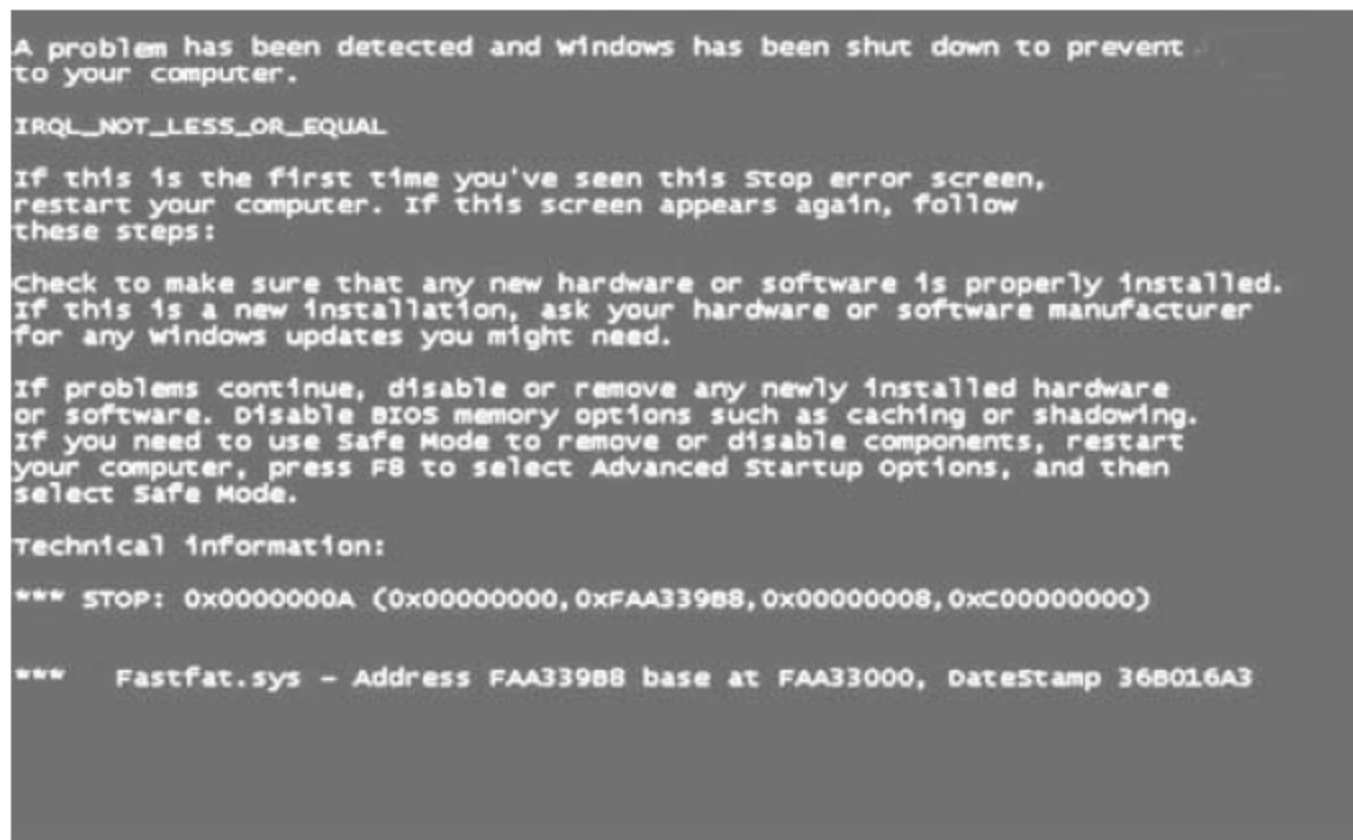 A problem has been detected and Windows has been shut down to prevent
to your computer.
IRQL_NOT_LESS_OR_EQUAL
If this is the first time you've seen this Stop error screen,
restart your computer. If this screen appears again, follow
these steps:
Check to make sure that any new hardware or software is properly installed.
If this is a new installation, ask your hardware or software manufacturer
for any Windows updates you might need.
If problems continue, disable or remove any newly installed hardware
or software. Disable BIOS memory options such as caching or shadowing.
If you need to use Safe Mode to remove or disable components, restart
your computer, press F8 to select Advanced Startup Options, and then
select Safe Mode.
Technical information:
*** STOP: 0x0000000A (0x00000000,0xFAA339B8,0x00000008,0xC00000000)
*** Fastfat.sys – Address FAA339B8 base at FAA33000, DateStamp 36B016A3